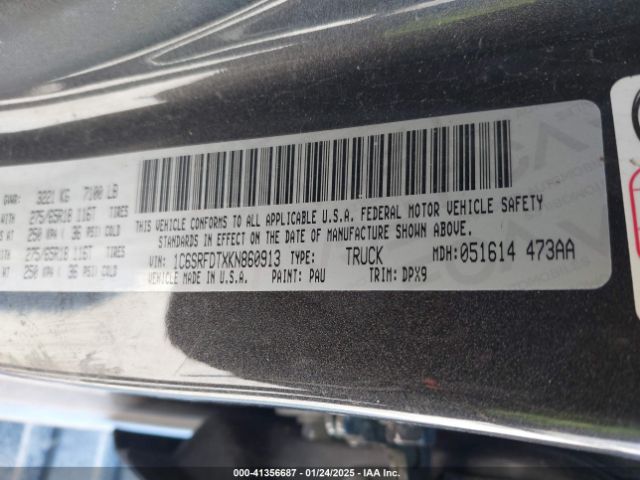 GVWR: 3221 KG 7100 LB
WITH 275/65R18 116T TIRES
AT 250 KPA ( 36 PSI) COLD
WITH 275/65R18 116T TIRES
AT 250 KPA ( 36 PSI) COLD
THIS VEHICLE CONFORMS TO ALL APPLICABLE U.S.A. FEDERAL MOTOR VEHICLE SAFETY
STANDARDS IN EFFECT ON THE DATE OF MANUFACTURE SHOWN ABOVE.
VIN: 1C6SRFDTXKN860913 TYPE: TRUCK MDH: 051614 473AA
VEHICLE MADE IN U.S.A. PAINT: PAU TRIM: DPX9
000-41356687 - 01/24/2025 - IAA Inc.